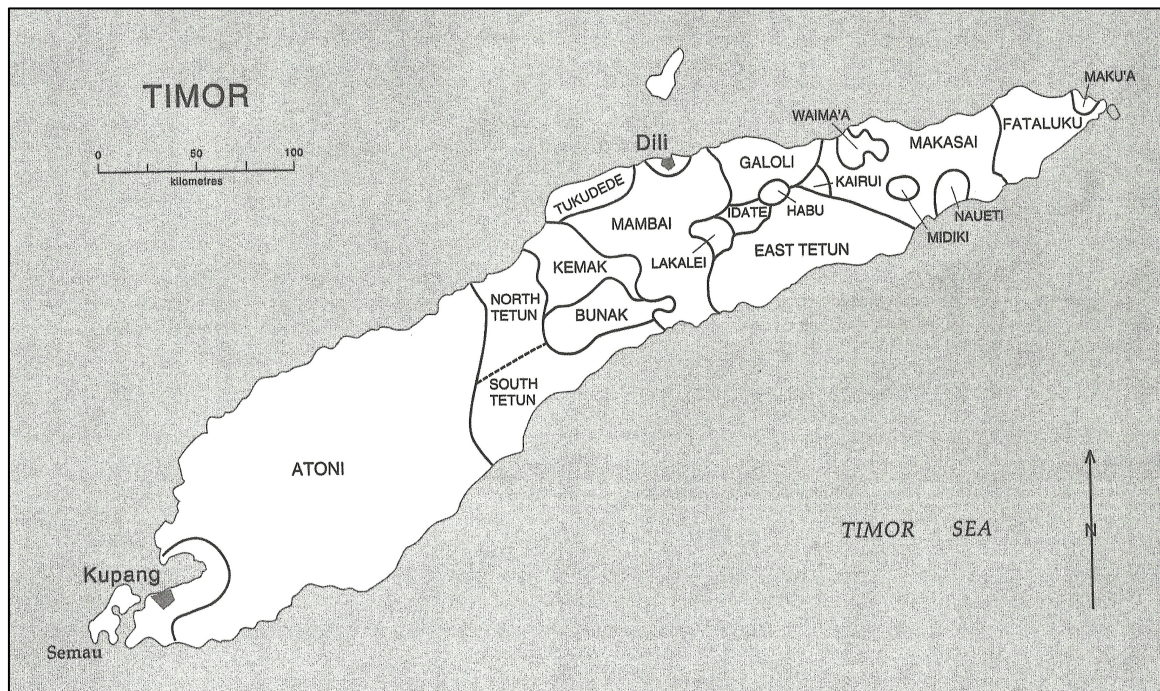 TIMOR
0 50 100
kilometres
Dili
MAKU'A
WAIMA'A
FATALUKU
MAKASAI
GALOLI
KAIRUI
TUKUDEDE
MAMBAI
IDATE
HABU
NAUETI
MIDIKI
LAKALEI
EAST TETUN
KEMAK
NORTH
TETUN
BUNAK
SOUTH
TETUN
ATONI
TIMOR SEA
N
Kupang
Semau